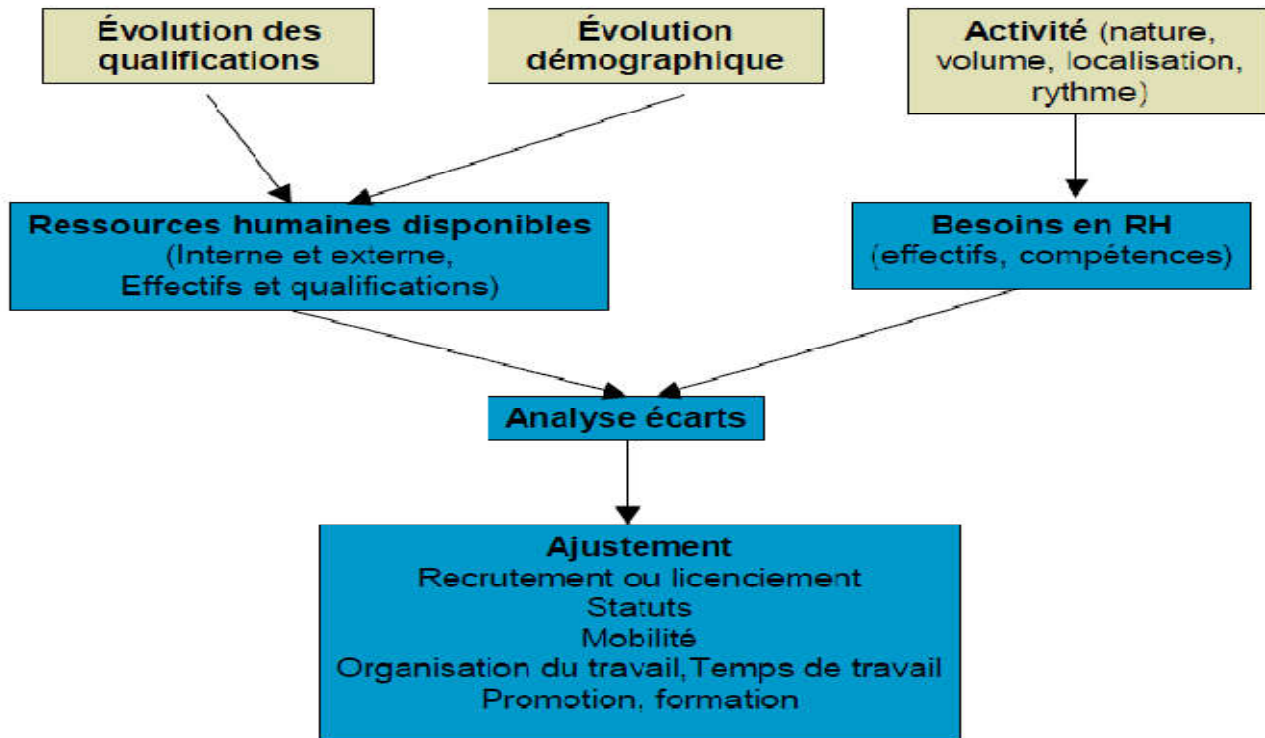 Évolution des
qualifications
Évolution
démographique
Activité (nature,
volume, localisation,
rythme)
Ressources humaines disponibles
(Interne et externe,
Effectifs et qualifications)
Besoins en RH
(effectifs, compétences)
Analyse écarts
Ajustement
Recrutement ou licenciement
Statuts
Mobilité
Organisation du travail,Temps de travail
Promotion, formation